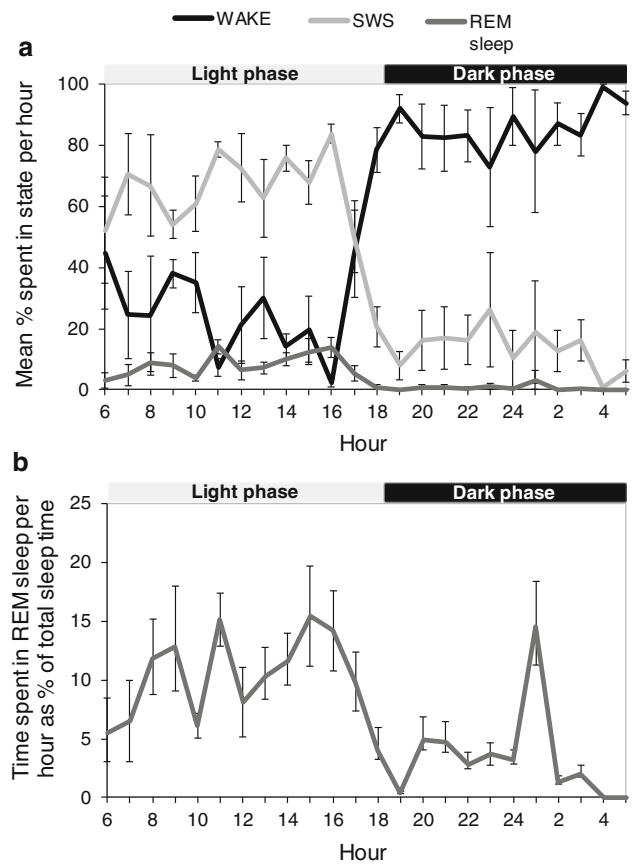 WAKE SWS REM sleep
a
Light phase Dark phase
Mean % spent in state per hour
100
80
60
40
20
0
6 8 10 12 14 16 18 20 22 24 2 4
Hour
b
Light phase Dark phase
Time spent in REM sleep per
hour as % of total sleep time
25
20
15
10
5
0
6 8 10 12 14 16 18 20 22 24 2 4
Hour